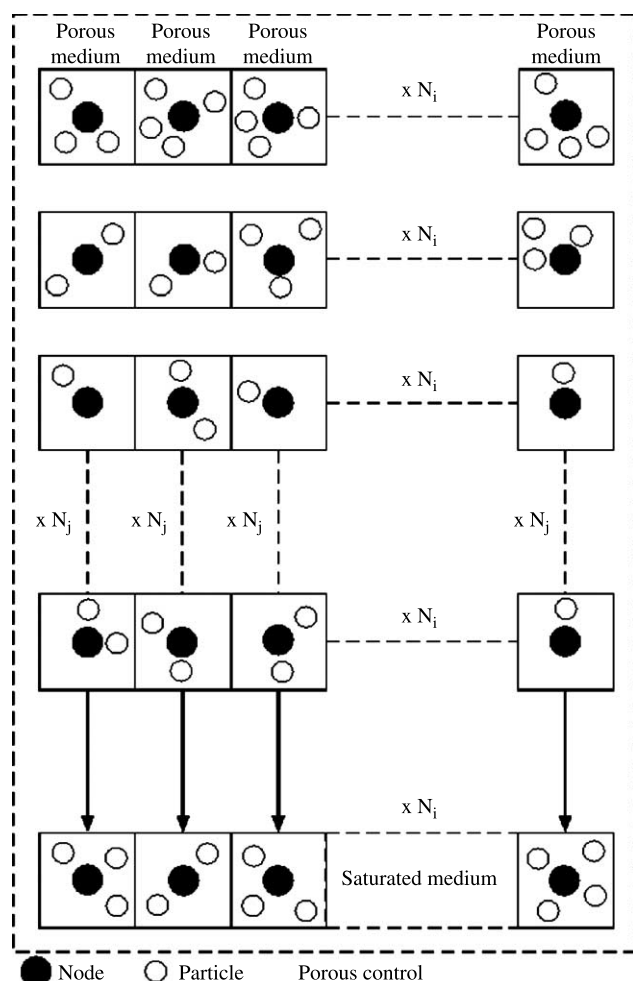 Porous medium
Porous medium
Porous medium
Porous medium
x Nᵢ
x Nᵢ
x Nᵢ
x Nⱼ x Nⱼ x Nⱼ x Nⱼ
x Nᵢ
x Nᵢ
Saturated medium
Node Particle Porous control